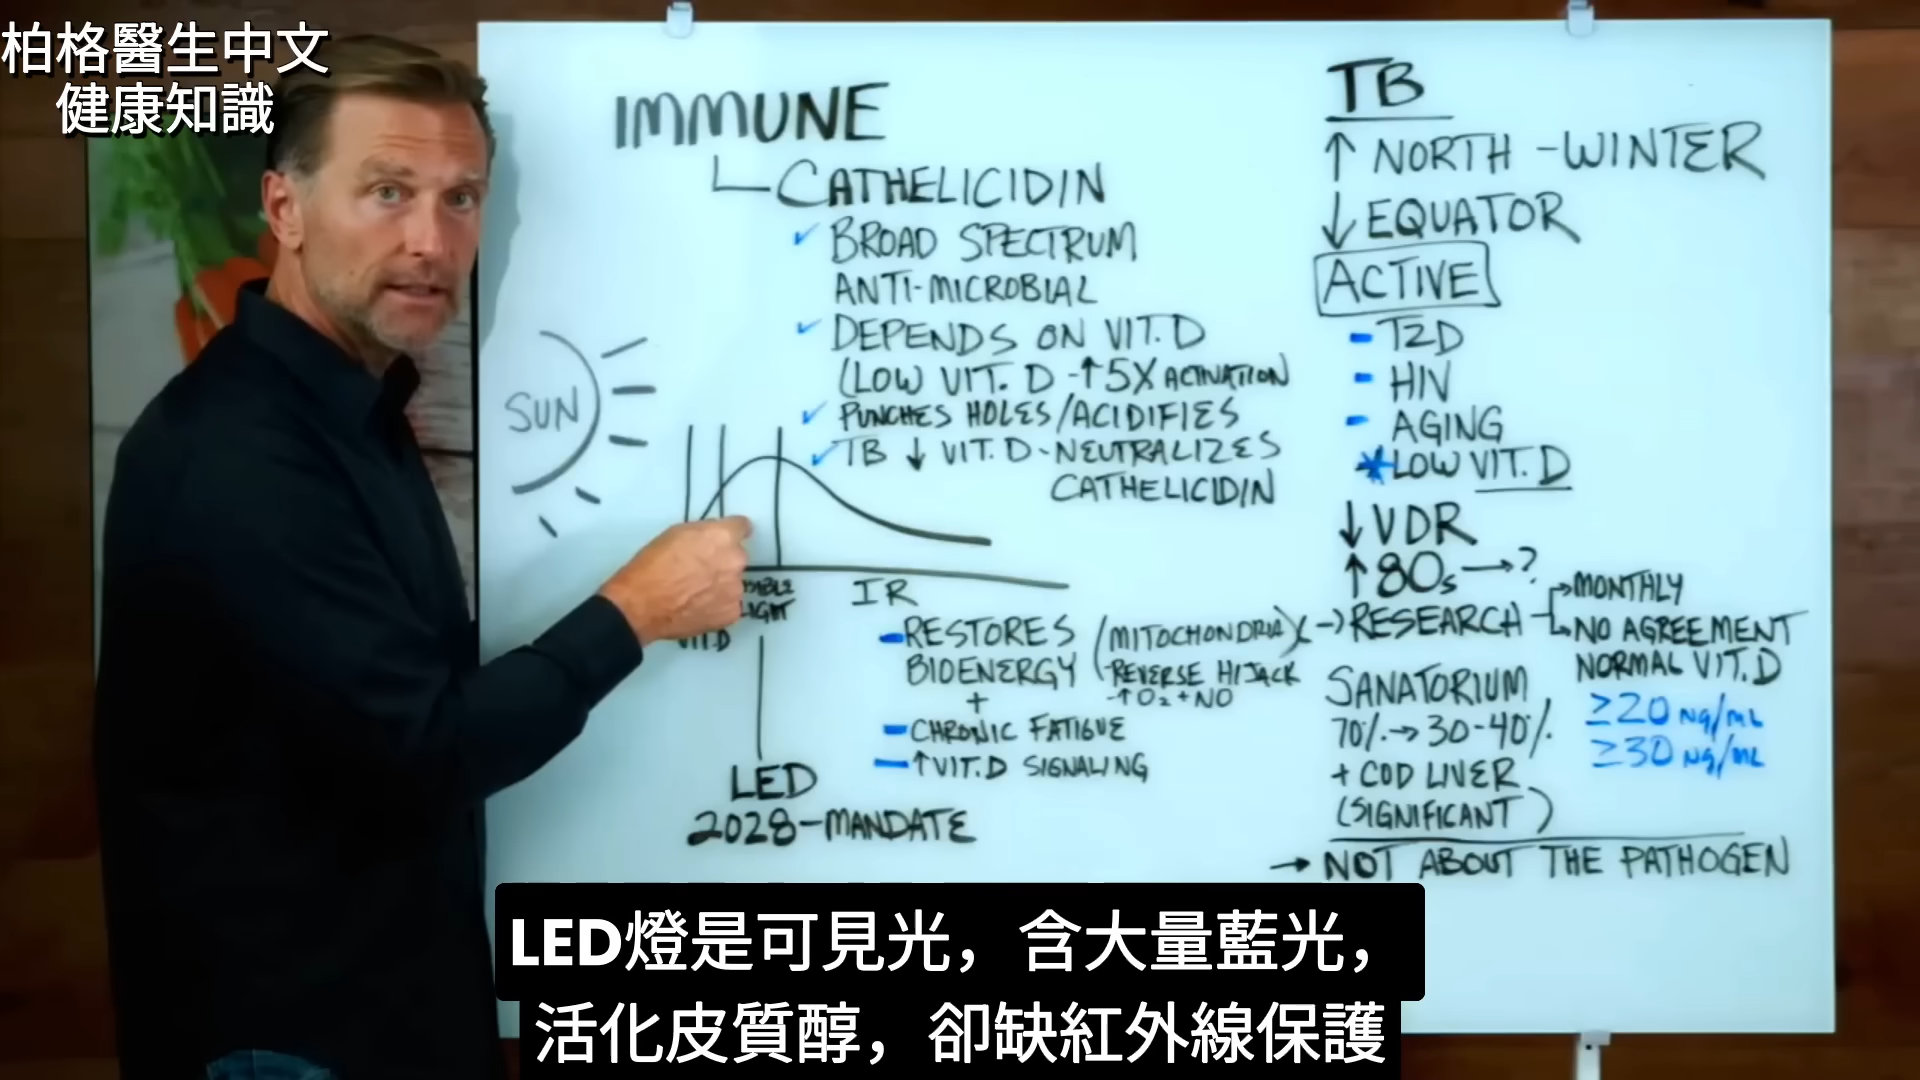 柏格醫生中文
健康知識
IMMUNE
CATHELICIDIN
✓ BROAD SPECTRUM
ANTI-MICROBIAL
✓ DEPENDS ON VIT. D
(LOW VIT. D -↑5X ACTIVATION
✓ PUNCHES HOLES/ACIDIFIES
✓ TB ↓ VIT. D-NEUTRALIZES
CATHELICIDIN
SUN
IR
LIGHT
VIT.D
- RESTORES
BIOENERGY
+
(MITOCHONDRIA)
-REVERSE HIJACK
-↑O₂+NO
- CHRONIC FATIGUE
- ↑VIT.D SIGNALING
LED
2028-MANDATE
TB
↑ NORTH -WINTER
↓ EQUATOR
ACTIVE
- T2D
- HIV
- AGING
* LOW VIT. D
↓ VDR
↑ 80s → ?
→ RESEARCH
→ MONTHLY
→ NO AGREEMENT
NORMAL VIT. D
≥20 ng/mL
≥30 ng/mL
SANATORIUM
70%→30-40%
+ COD LIVER
(SIGNIFICANT)
→ NOT ABOUT THE PATHOGEN
LED燈是可見光，含大量藍光，
活化皮質醇，卻缺紅外線保護